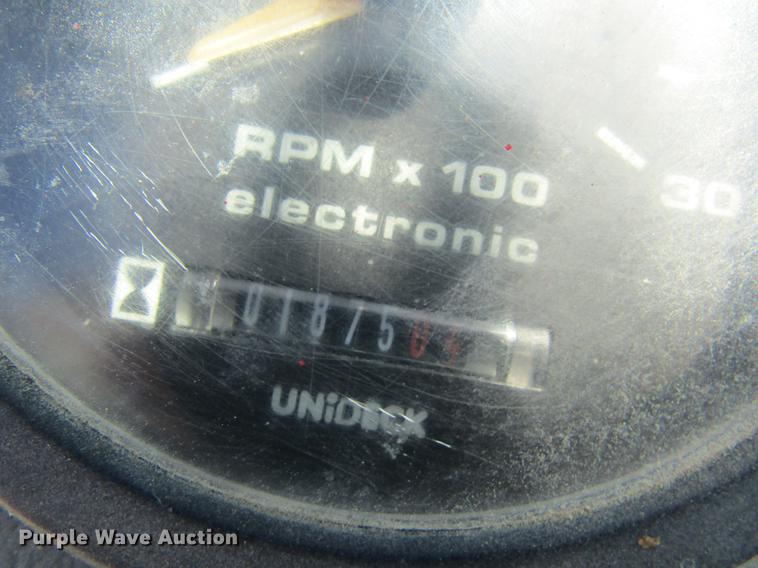 RPM x 100
30
electronic
01875
UNiDECK
Purple Wave Auction